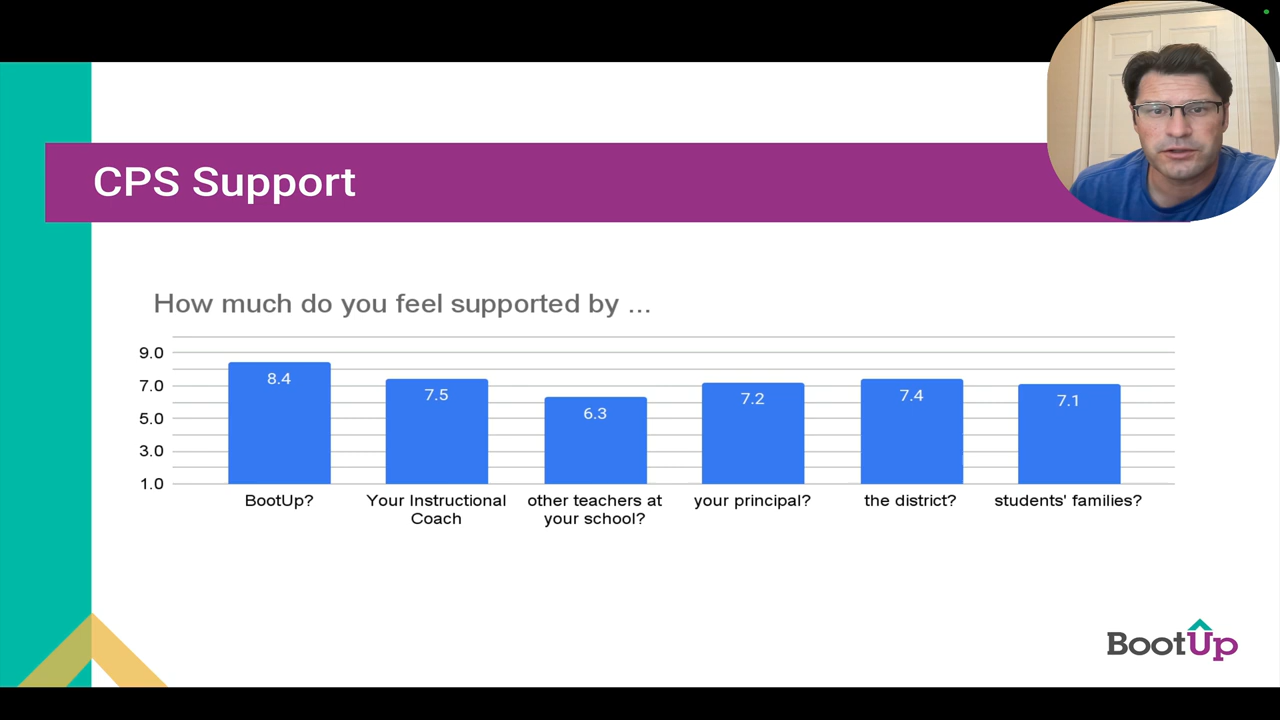 CPS Support
How much do you feel supported by ...
9.0
7.0
5.0
3.0
1.0
8.4
7.5
6.3
7.2
7.4
7.1
BootUp?
Your Instructional
Coach
other teachers at
your school?
your principal?
the district?
students' families?
BootUp